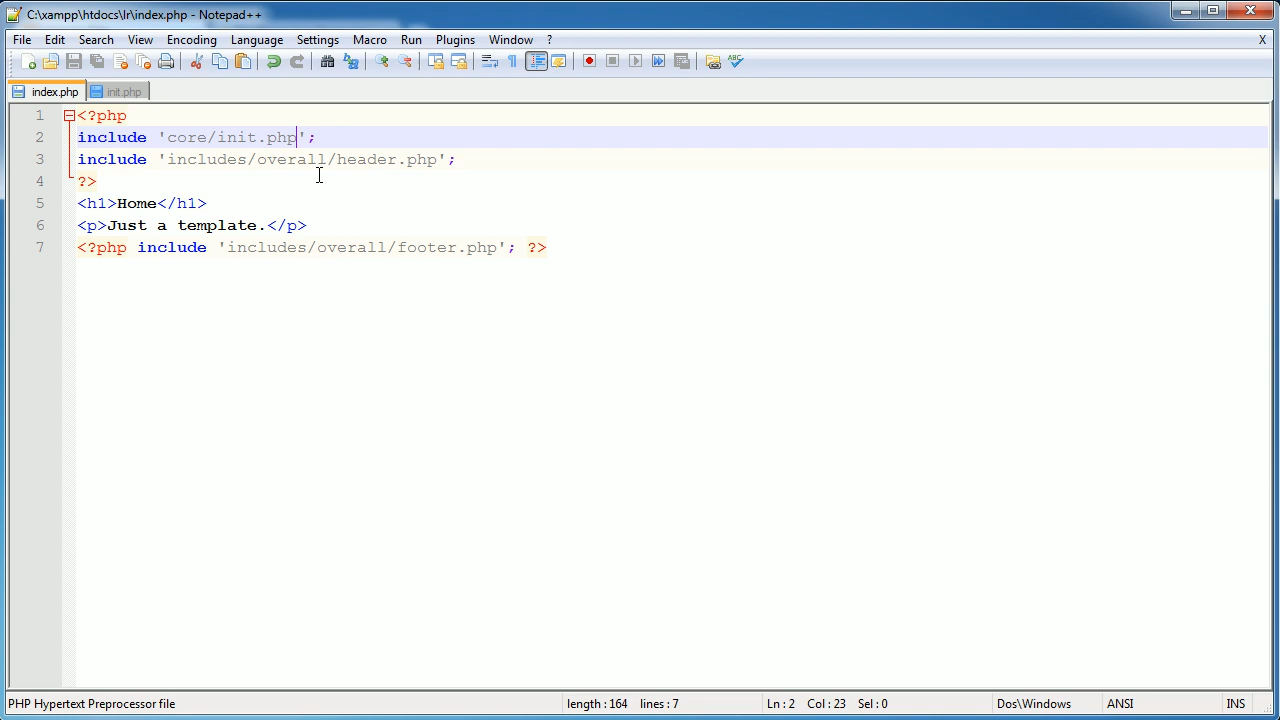 C:\xampp\htdocs\lr\index.php - Notepad++
File Edit Search View Encoding Language Settings Macro Run Plugins Window ? X
index.php init.php
1 <?php
2 include 'core/init.php';
3 include 'includes/overall/header.php';
4 ?>
5 <h1>Home</h1>
6 <p>Just a template.</p>
7 <?php include 'includes/overall/footer.php'; ?>
PHP Hypertext Preprocessor file length : 164 lines : 7 Ln : 2 Col : 23 Sel : 0 Dos\Windows ANSI INS